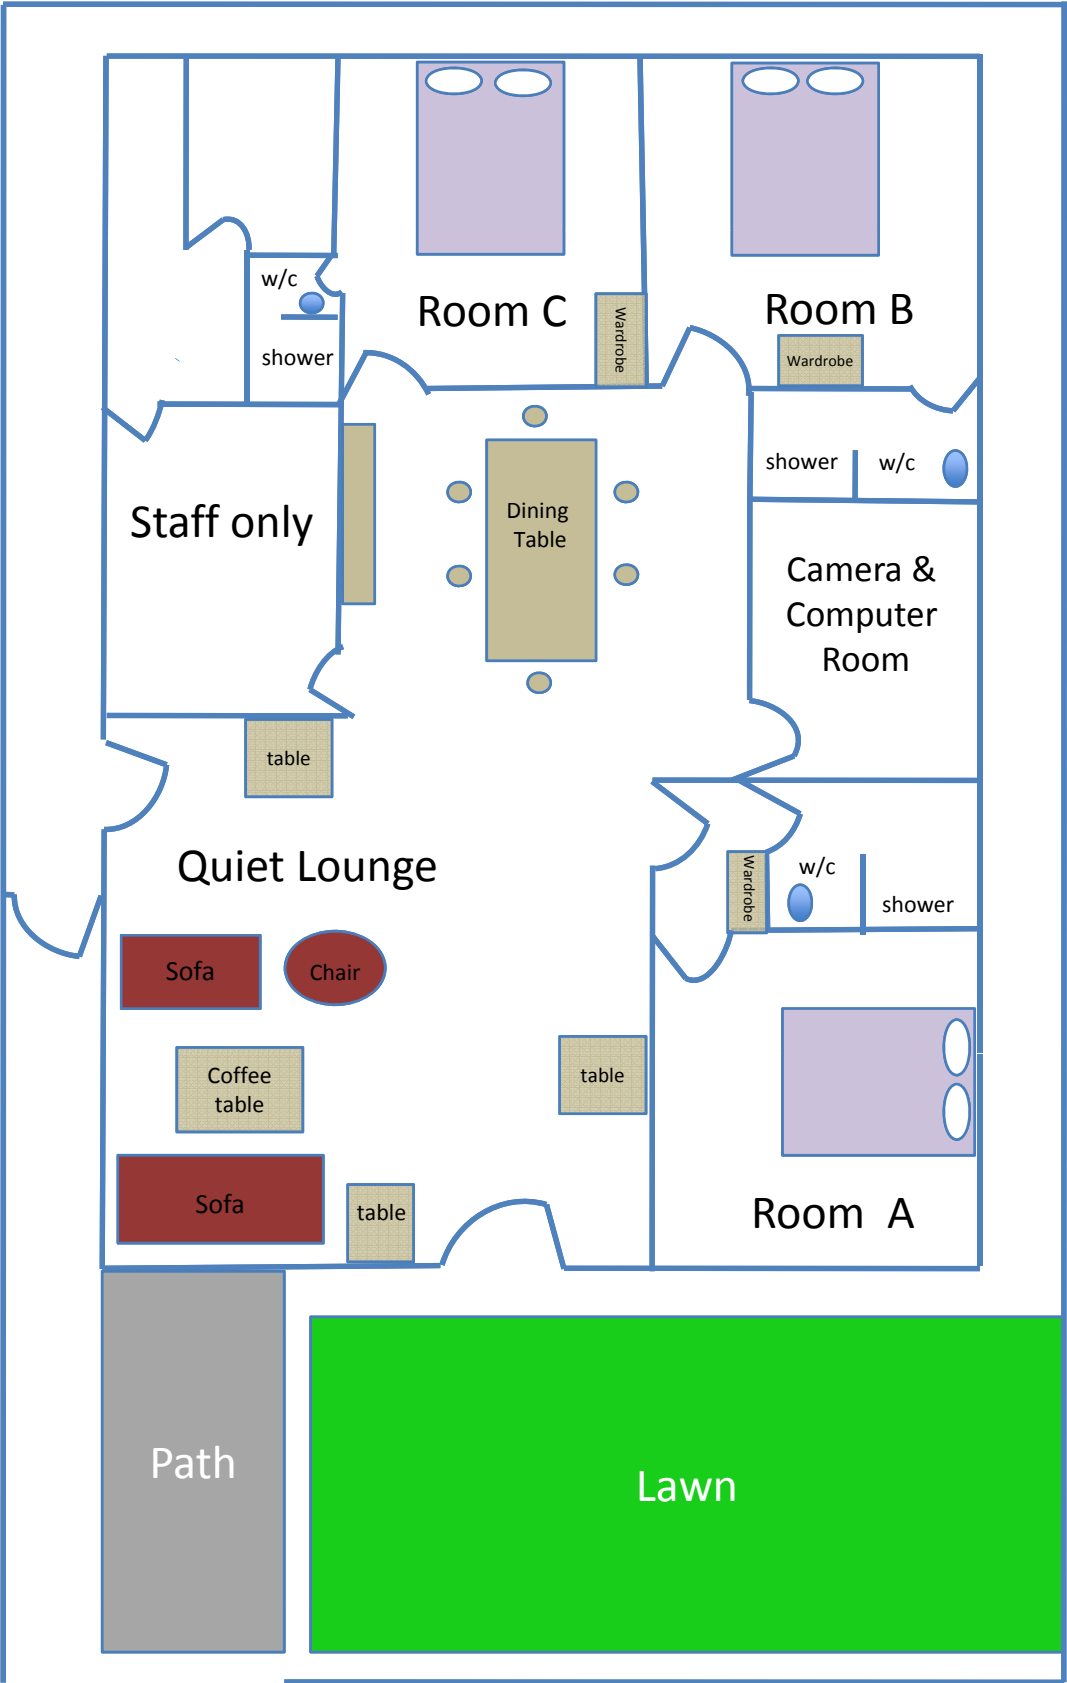 w/c
shower
Room C
Wardrobe
Room B
Wardrobe
Staff only
Dining
Table
shower
w/c
Camera &
Computer
Room
table
Quiet Lounge
Wardrobe
w/c
shower
Sofa
Chair
Coffee
table
table
Sofa
table
Room A
Path
Lawn